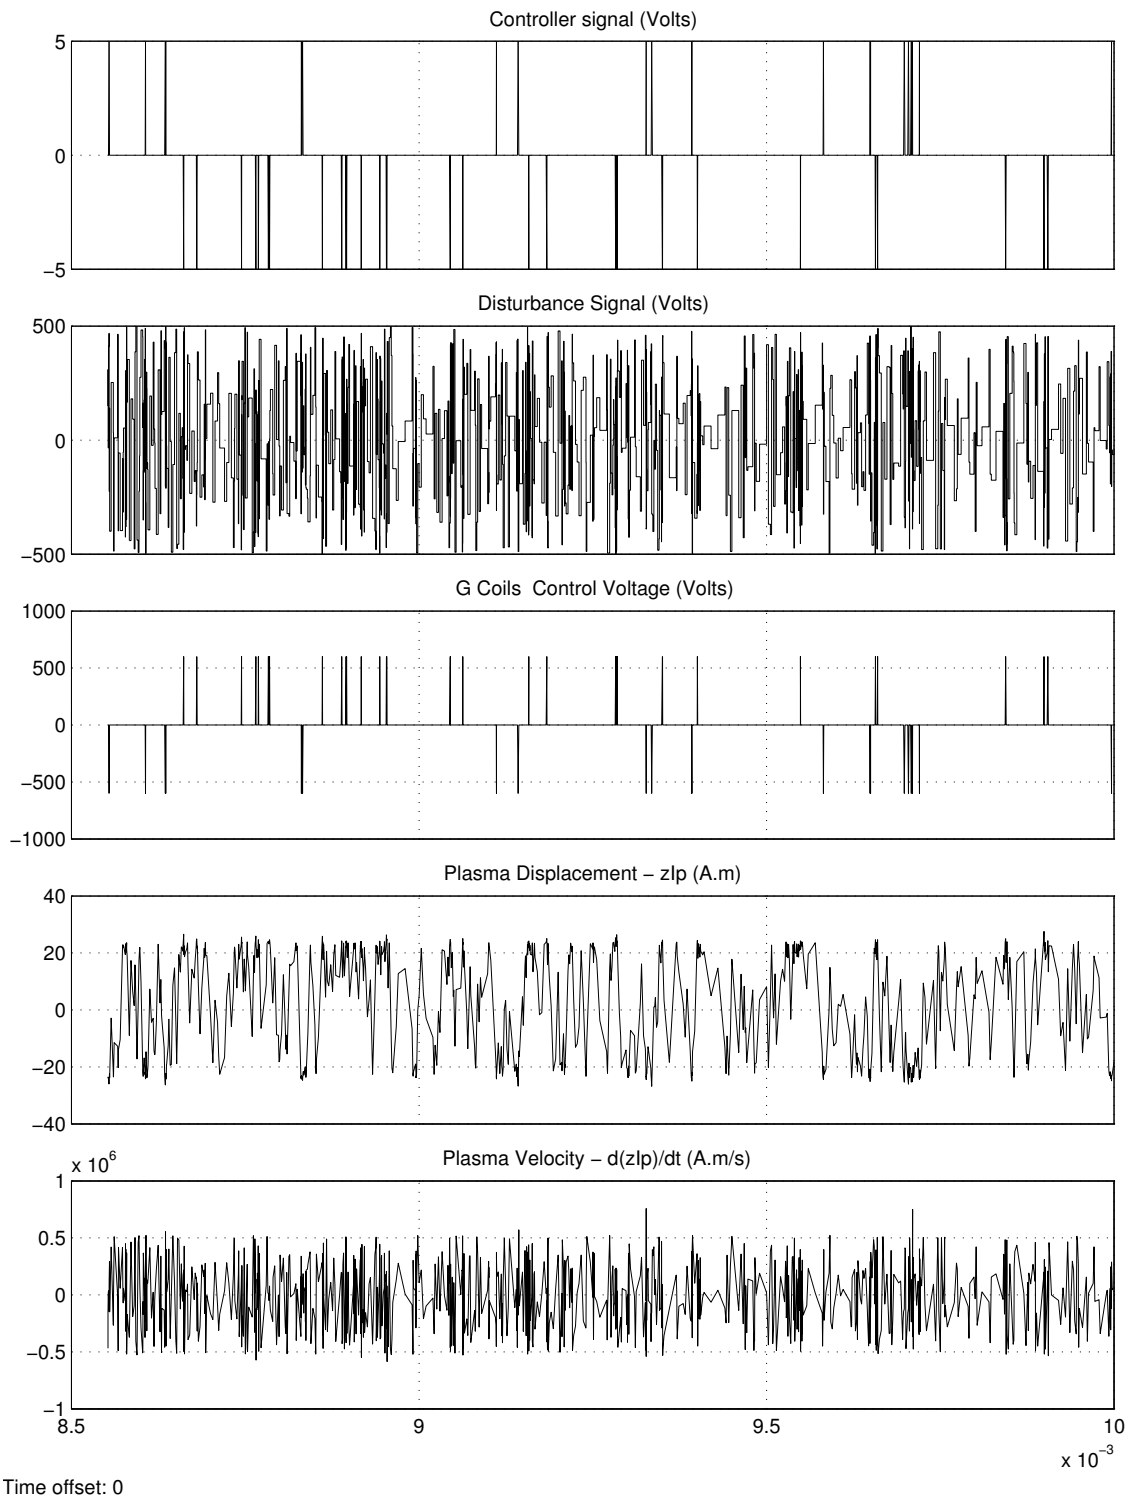 Controller signal (Volts)
5
0
−5
Disturbance Signal (Volts)
500
0
−500
G Coils  Control Voltage (Volts)
1000
500
0
−500
−1000
Plasma Displacement − zIp (A.m)
40
20
0
−20
−40
x 10⁶
Plasma Velocity − d(zIp)/dt (A.m/s)
1
0.5
0
−0.5
−1
8.5 9 9.5 10
x 10⁻³
Time offset: 0